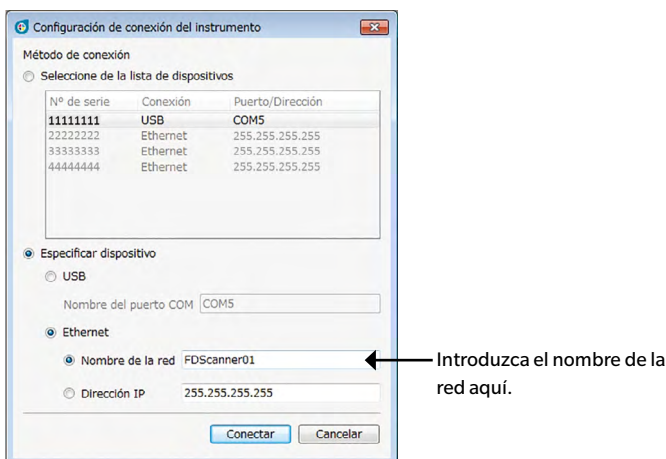 Configuración de conexión del instrumento
Método de conexión
Seleccione de la lista de dispositivos
Nº de serie Conexión Puerto/Dirección
11111111 USB COM5
22222222 Ethernet 255.255.255.255
33333333 Ethernet 255.255.255.255
44444444 Ethernet 255.255.255.255
Especificar dispositivo
USB
Nombre del puerto COM COM5
Ethernet
Nombre de la red FDScanner01
Introduzca el nombre de la
red aquí.
Dirección IP 255.255.255.255
Conectar Cancelar